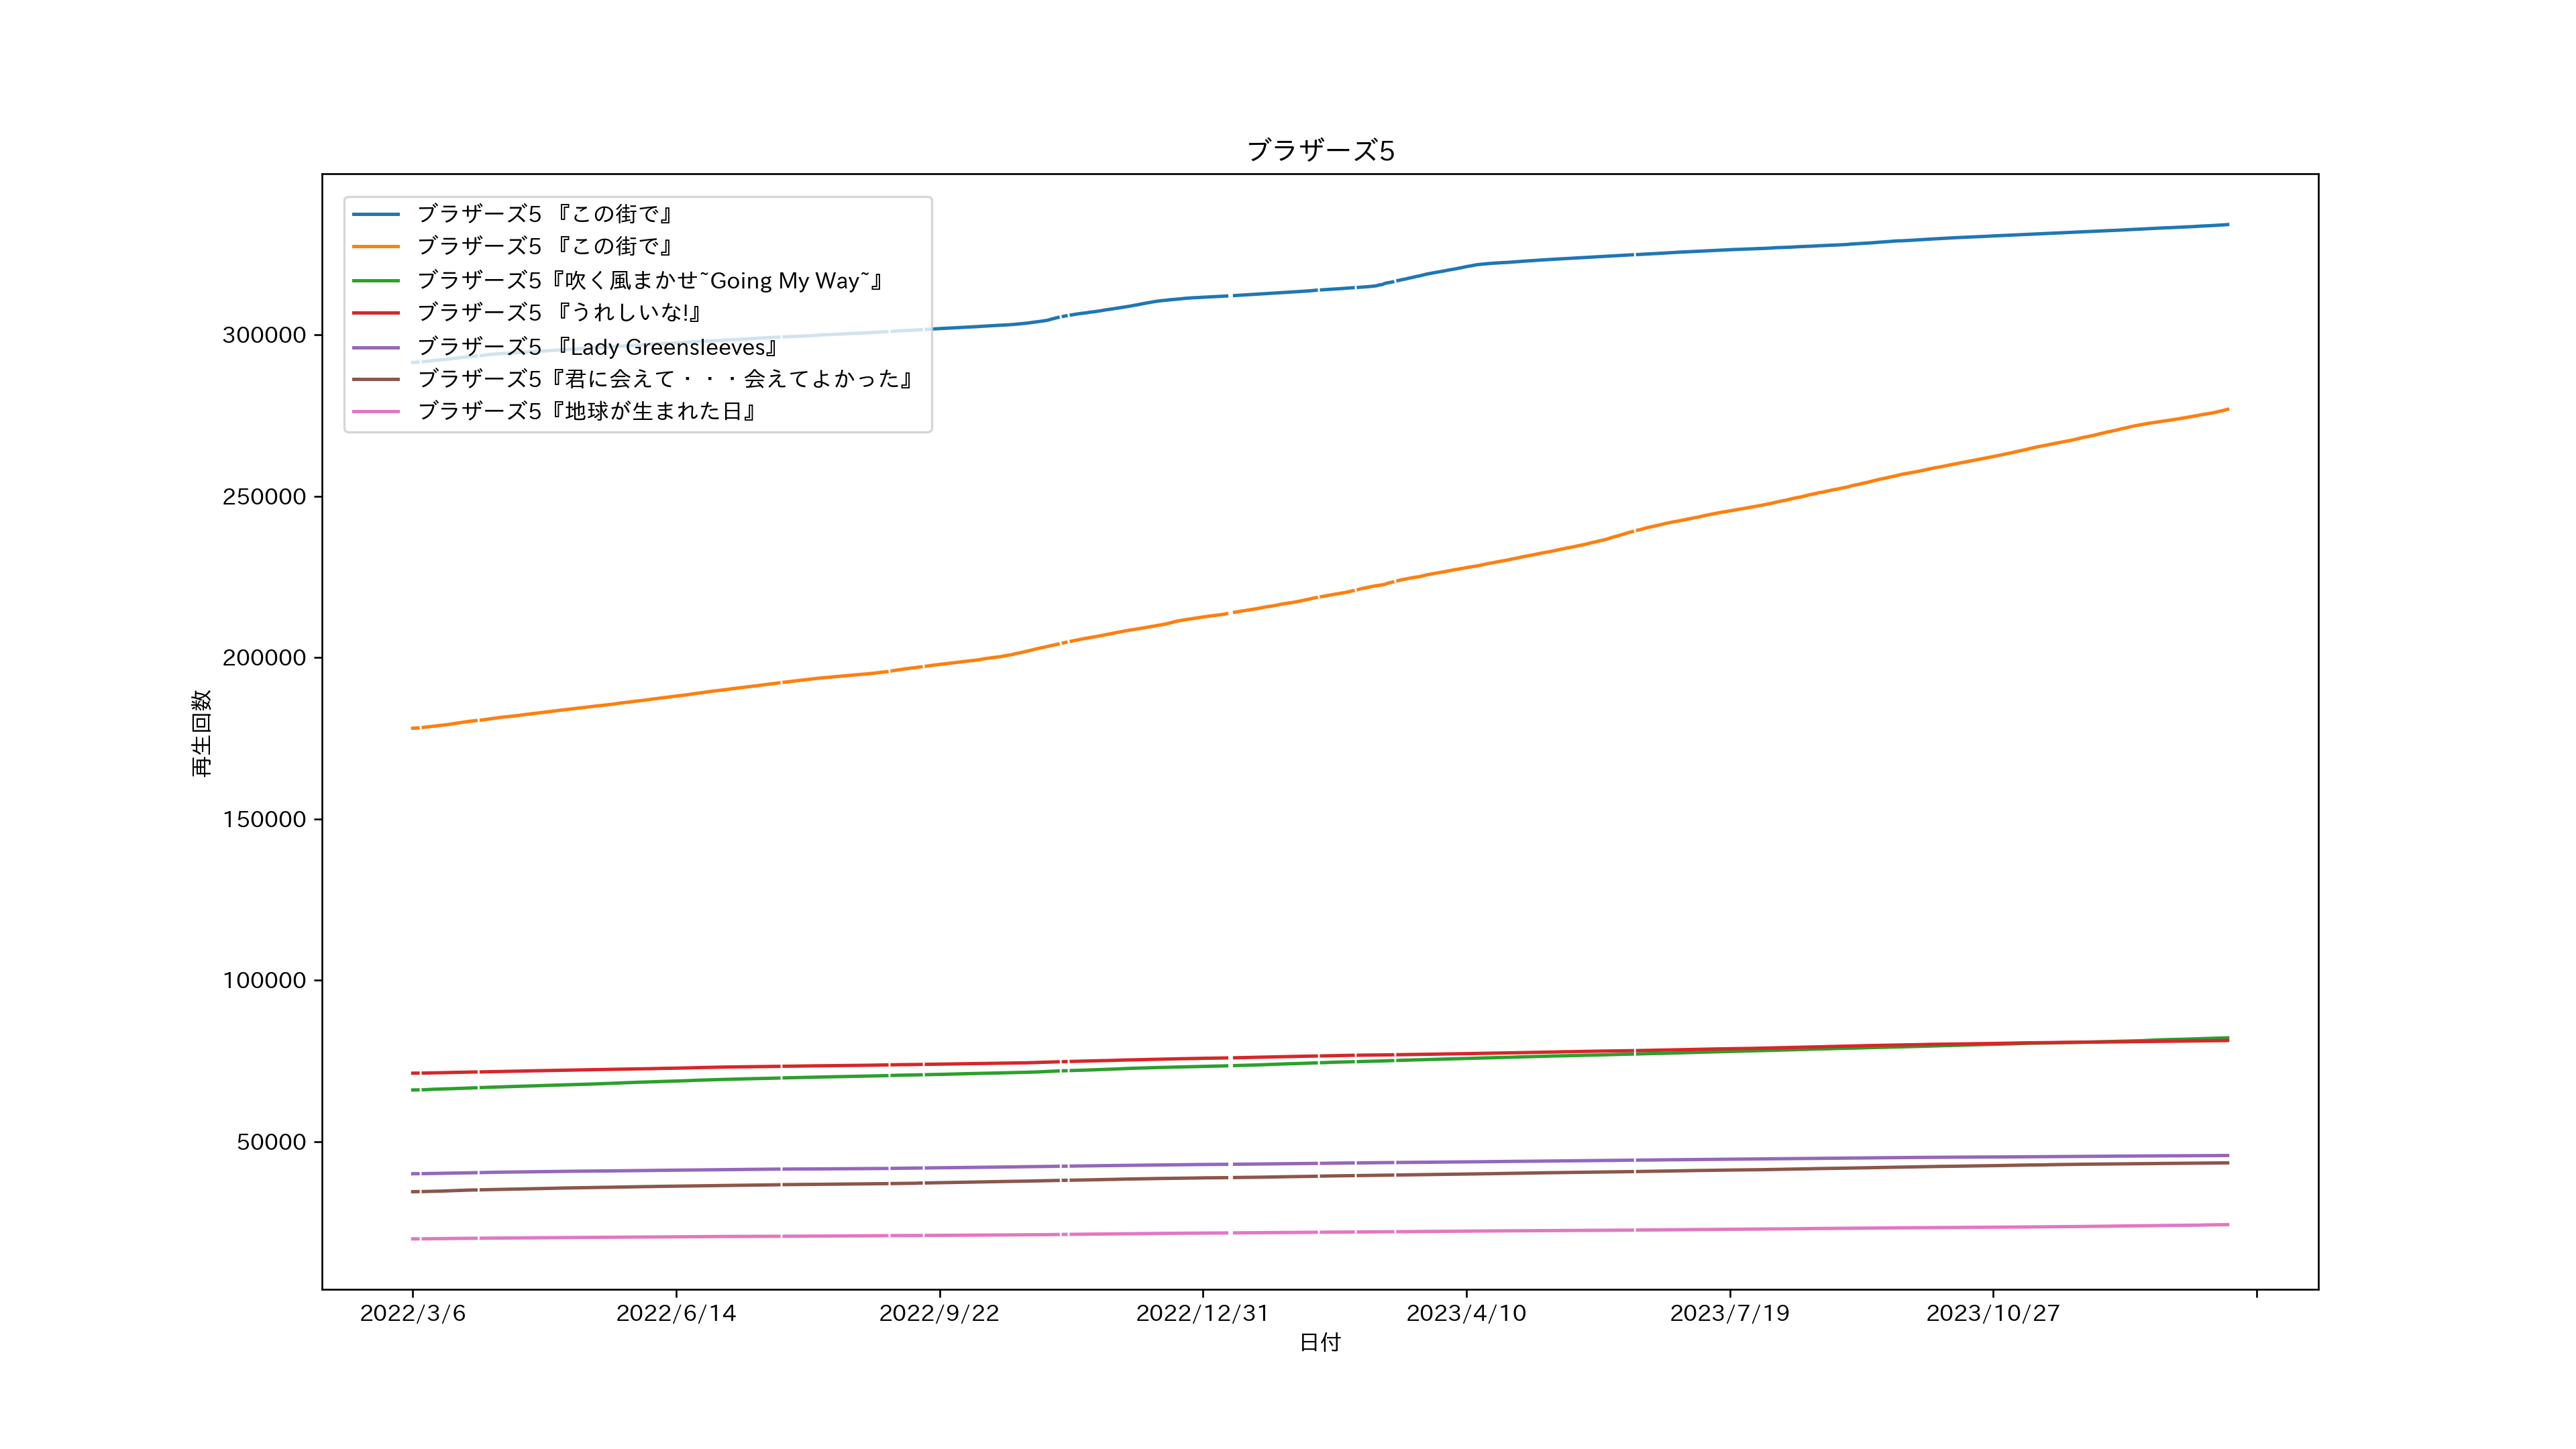 ブラザーズ5
ブラザーズ5 『この街で』
ブラザーズ5 『この街で』
ブラザーズ5『吹く風まかせ~Going My Way~』
ブラザーズ5 『うれしいな!』
ブラザーズ5 『Lady Greensleeves』
ブラザーズ5『君に会えて・・・会えてよかった』
ブラザーズ5『地球が生まれた日』
300000
250000
200000
150000
100000
50000
再生回数
2022/3/6 2022/6/14 2022/9/22 2022/12/31 2023/4/10 2023/7/19 2023/10/27
日付